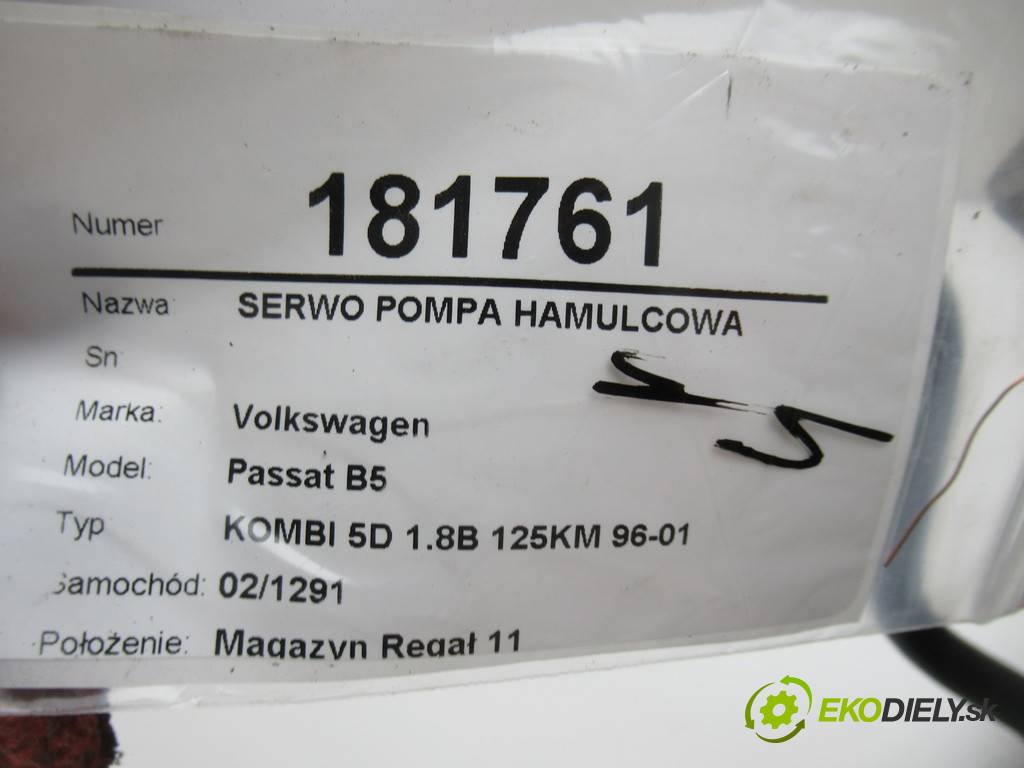 Numer 181761
Nazwa: SERWO POMPA HAMULCOWA
Sn
Marka: Volkswagen
Model: Passat B5
Typ KOMBI 5D 1.8B 125KM 96-01
Samochód: 02/1291
Położenie: Magazyn Regał 11
EKODIELY.sk